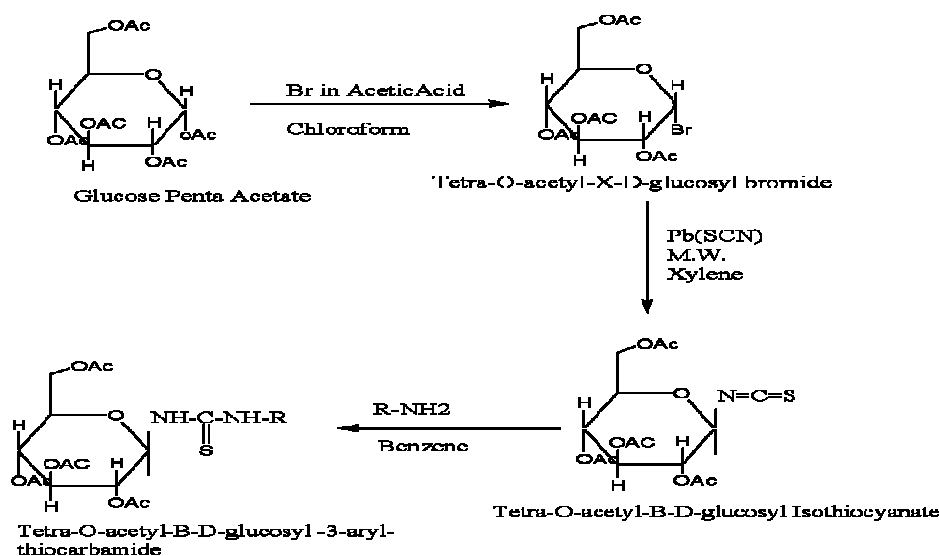 OAc
O
H
H
H
OAC
OAc
oAc
H
OAc
Glucose Penta Acetate
Br in AceticAcid
Chloroform
OAc
O
H
H
H
OAC
OAc
Br
H
OAc
Tetra-O-acetyl-X-D-glucosyl bromide
Pb(SCN)
M.W.
Xylene
OAc
O
N=C=S
H
H
OAC
OAc
H
OAc
Tetra-O-acetyl-B-D-glucosyl Isothiocyanate
R-NH2
Benzene
OAc
O
NH-C-NH-R
S
H
H
OAC
OAc
H
OAc
Tetra-O-acetyl-B-D-glucosyl -3-aryl-
thiocarbamide